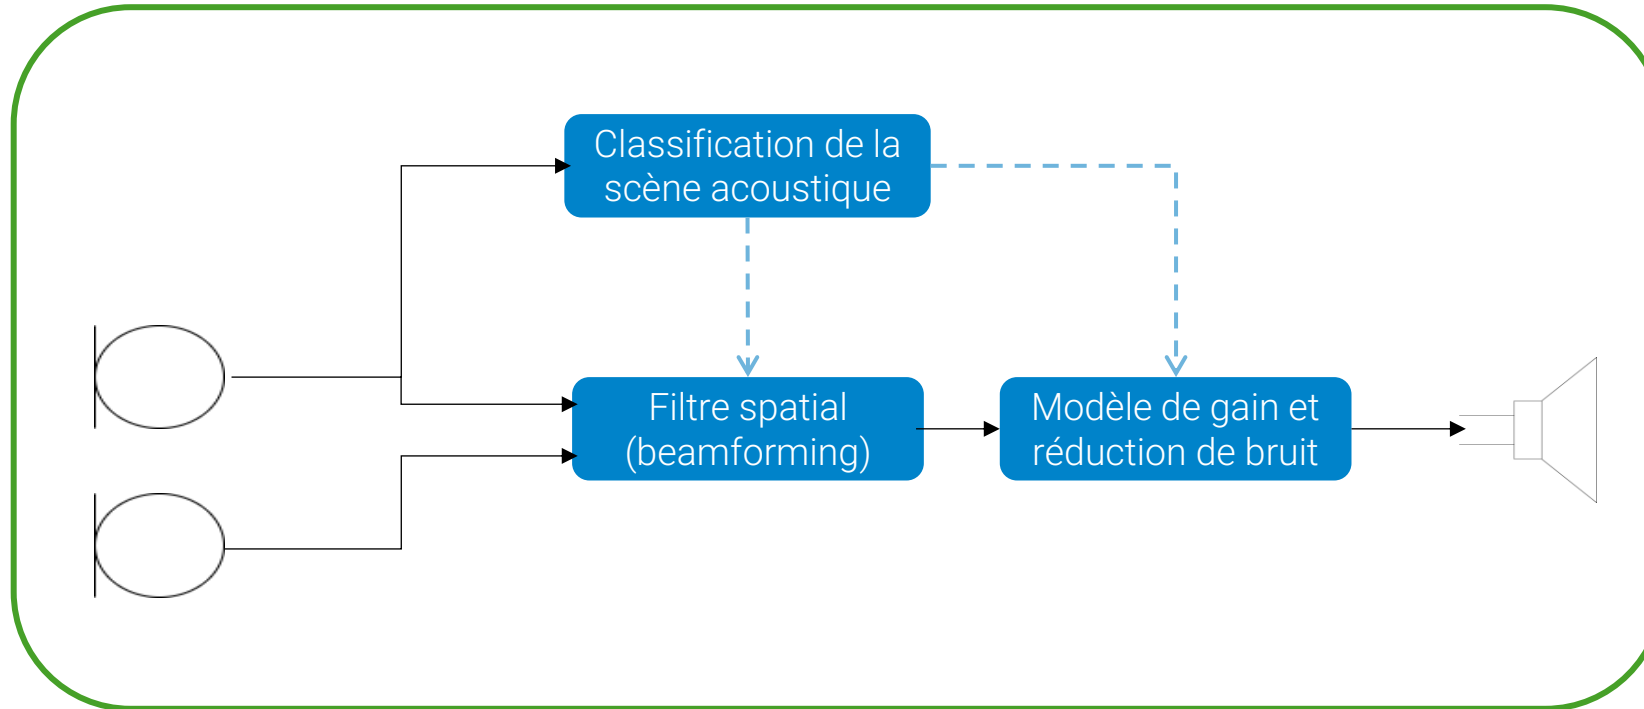 Classification de la
scène acoustique
Filtre spatial
(beamforming)
Modèle de gain et
réduction de bruit